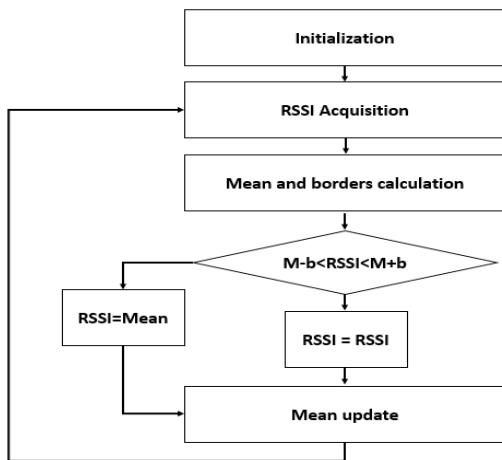 Initialization
RSSI Acquisition
Mean and borders calculation
M-b<RSSI<M+b
RSSI=Mean
RSSI = RSSI
Mean update